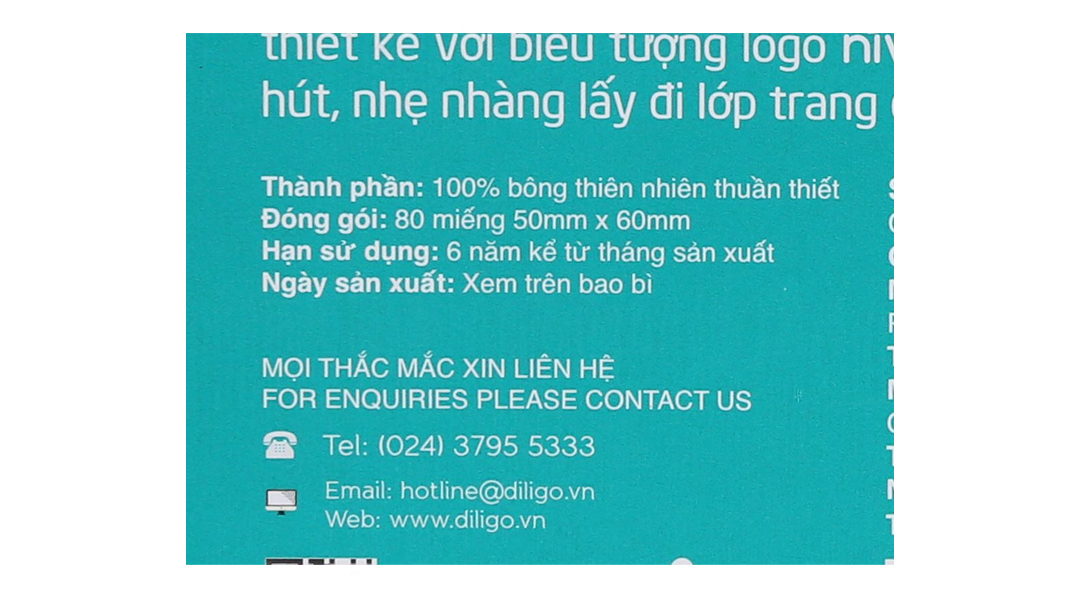 thiết kế với biểu tượng logo
hút, nhẹ nhàng lấy đi lớp trang
Thành phần: 100% bông thiên nhiên thuần thiết
Đóng gói: 80 miếng 50mm x 60mm
Hạn sử dụng: 6 năm kể từ tháng sản xuất
Ngày sản xuất: Xem trên bao bì
MỌI THẮC MẮC XIN LIÊN HỆ
FOR ENQUIRIES PLEASE CONTACT US
Tel: (024) 3795 5333
Email: hotline@diligo.vn
Web: www.diligo.vn